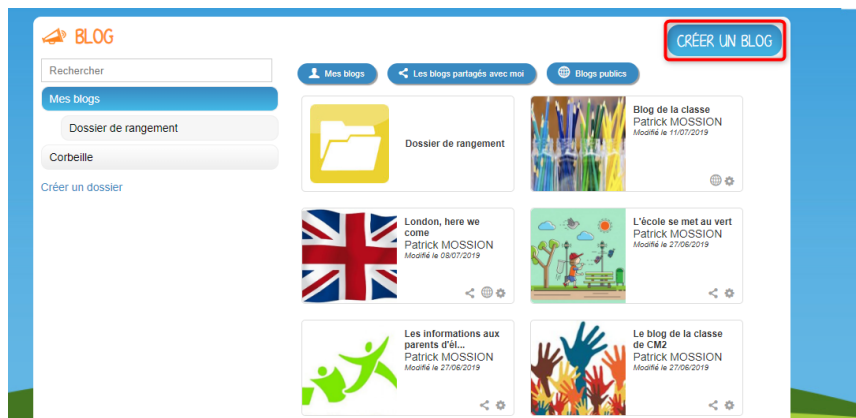 BLOG
CRÉER UN BLOG
Rechercher
Mes blogs
Les blogs partagés avec moi
Blogs publics
Mes blogs
Dossier de rangement
Corbeille
Créer un dossier
Dossier de rangement
Blog de la classe
Patrick MOSSION
Modifié le 11/07/2019
London, here we
come
Patrick MOSSION
Modifié le 08/07/2019
L'école se met au vert
Patrick MOSSION
Modifié le 27/06/2019
Les informations aux
parents d'él...
Patrick MOSSION
Modifié le 27/06/2019
Le blog de la classe
de CM2
Patrick MOSSION
Modifié le 27/06/2019